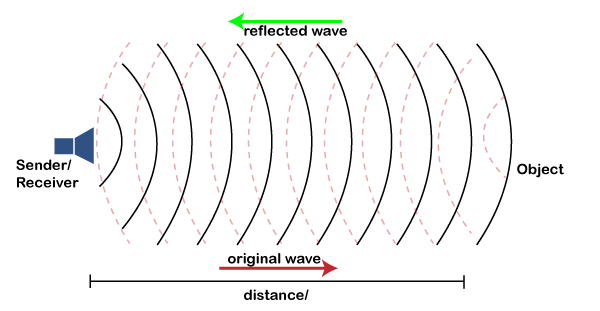 reflected wave
Sender/
Receiver
Object
original wave
distance/